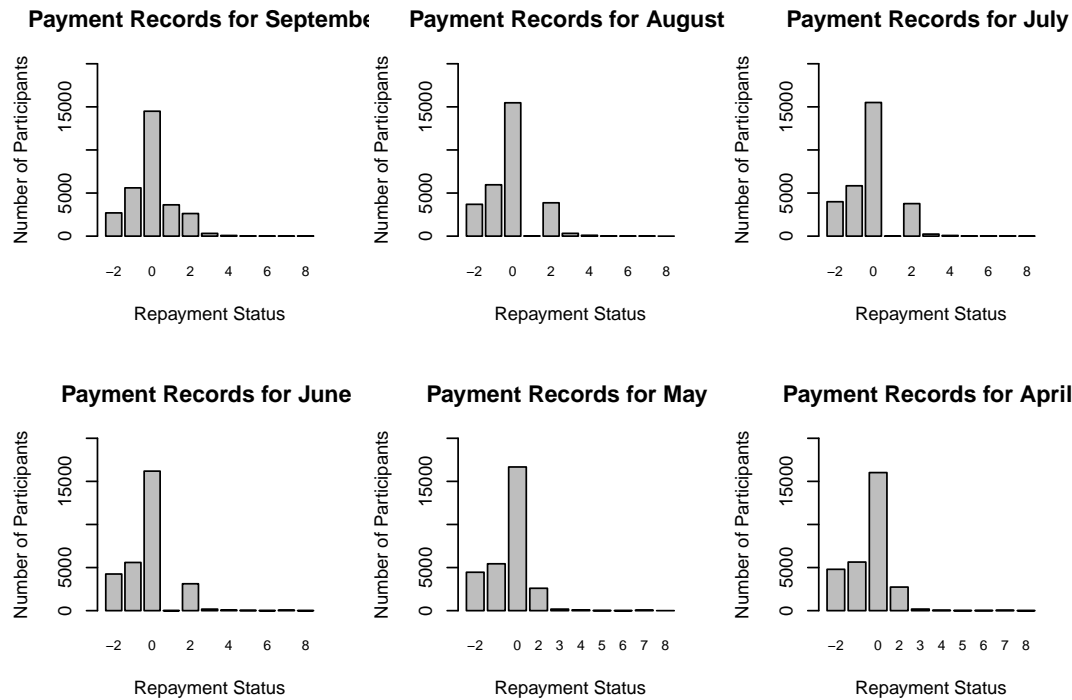 Payment Records for Septembe
Number of Participants
0 5000 15000
−2 0 2 4 6 8
Repayment Status
Payment Records for August
Number of Participants
0 5000 15000
−2 0 2 4 6 8
Repayment Status
Payment Records for July
Number of Participants
0 5000 15000
−2 0 2 4 6 8
Repayment Status
Payment Records for June
Number of Participants
0 5000 15000
−2 0 2 4 6 8
Repayment Status
Payment Records for May
Number of Participants
0 5000 15000
−2 0 2 3 4 5 6 7 8
Repayment Status
Payment Records for April
Number of Participants
0 5000 15000
−2 0 2 3 4 5 6 7 8
Repayment Status